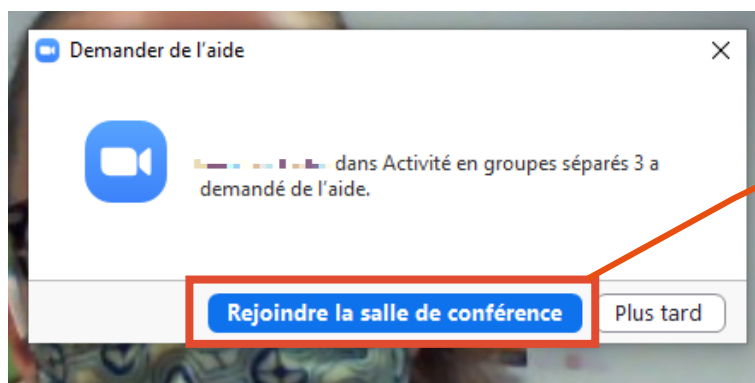 Demander de l'aide
dans Activité en groupes séparés 3 a
demandé de l'aide.
Rejoindre la salle de conférence
Plus tard